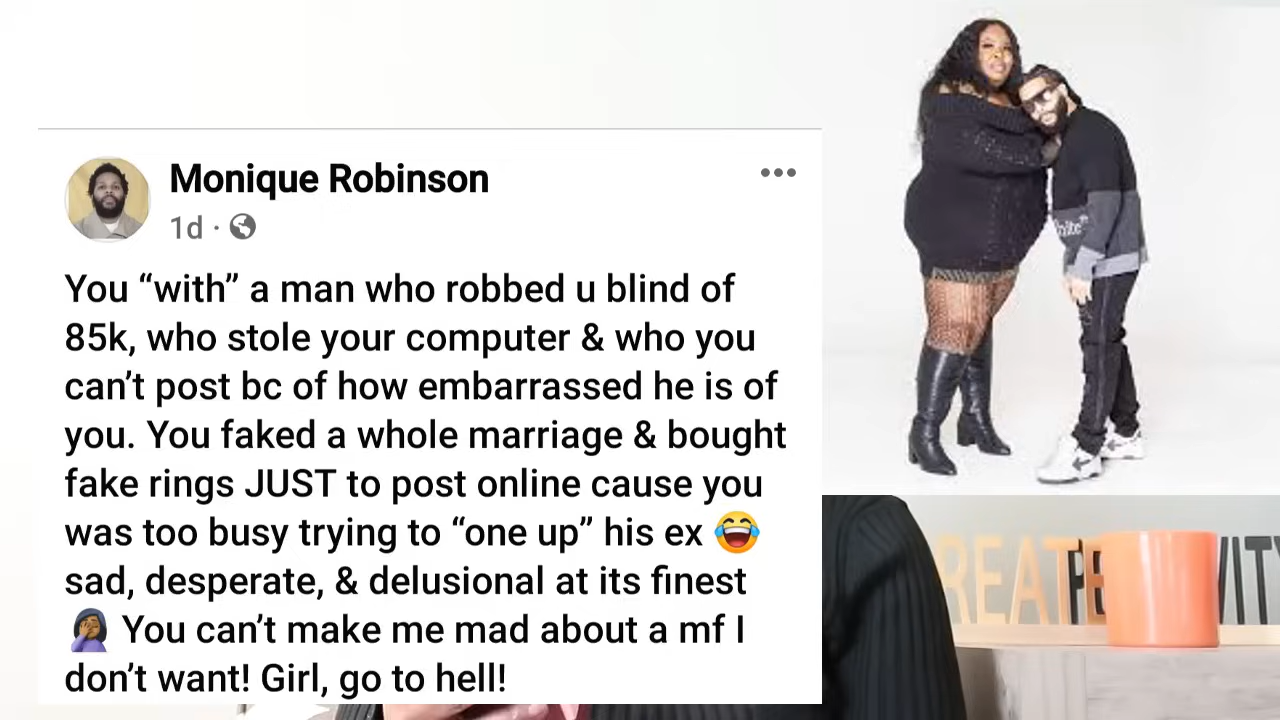 Monique Robinson
1d ·
You “with” a man who robbed u blind of
85k, who stole your computer & who you
can’t post bc of how embarrassed he is of
you. You faked a whole marriage & bought
fake rings JUST to post online cause you
was too busy trying to “one up” his ex 😂
sad, desperate, & delusional at its finest
🤦🏾‍♀️ You can’t make me mad about a mf I
don’t want! Girl, go to hell!